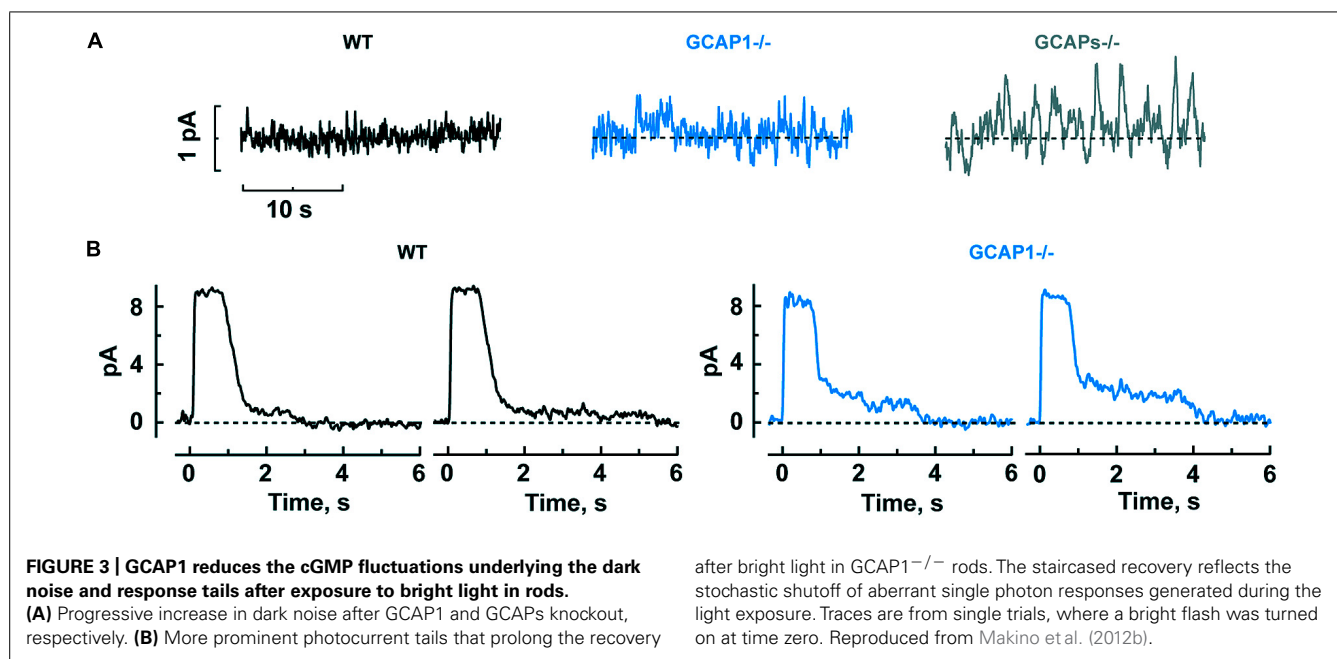 A
WT
GCAP1-/-
GCAPs-/-
1 pA
10 s
B
WT
GCAP1-/-
8
4
0
pA
0 2 4 6
0 2 4 6
Time, s
Time, s
8
4
0
pA
0 2 4 6
0 2 4 6
Time, s
Time, s
FIGURE 3 | GCAP1 reduces the cGMP fluctuations underlying the dark
noise and response tails after exposure to bright light in rods.
(A) Progressive increase in dark noise after GCAP1 and GCAPs knockout,
respectively. (B) More prominent photocurrent tails that prolong the recovery
after bright light in GCAP1−/− rods. The staircased recovery reflects the
stochastic shutoff of aberrant single photon responses generated during the
light exposure. Traces are from single trials, where a bright flash was turned
on at time zero. Reproduced from Makino et al. (2012b).